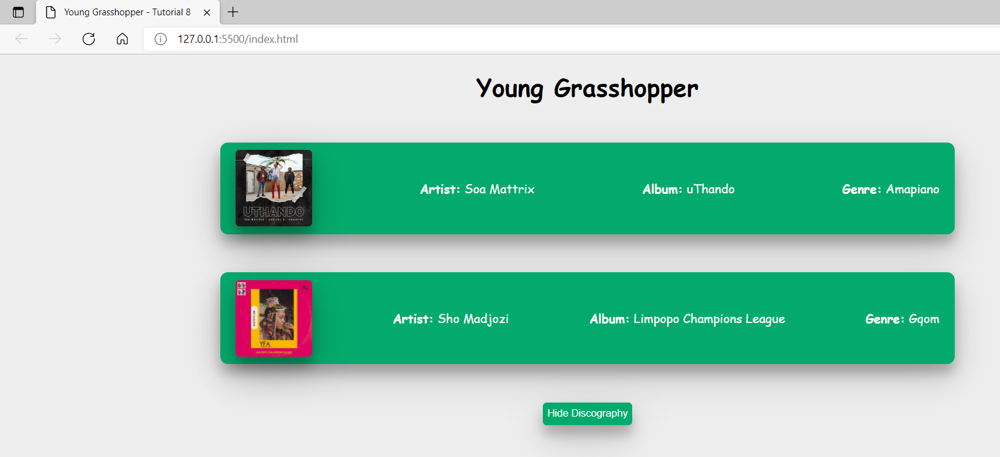 Young Grasshopper - Tutorial 8
127.0.0.1:5500/index.html
Young Grasshopper
UTHANDO
Artist: Soa Mattrix
Album: uThando
Genre: Amapiano
YFA
Artist: Sho Madjozi
Album: Limpopo Champions League
Genre: Gqom
Hide Discography